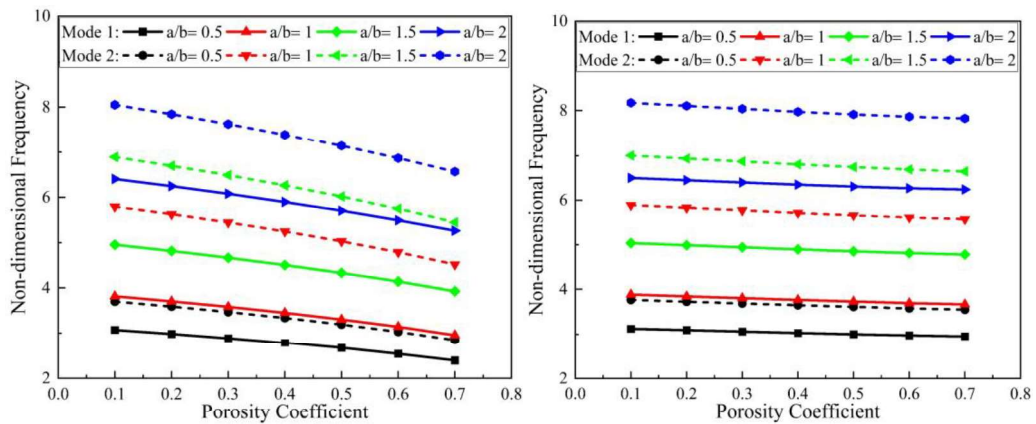 10
Mode 1: a/b= 0.5 a/b= 1 a/b= 1.5 a/b= 2
Mode 2: a/b= 0.5 a/b= 1 a/b= 1.5 a/b= 2
8
6
4
2
Non-dimensional Frequency
0.0 0.1 0.2 0.3 0.4 0.5 0.6 0.7 0.8
Porosity Coefficient
10
Mode 1: a/b= 0.5 a/b= 1 a/b= 1.5 a/b= 2
Mode 2: a/b= 0.5 a/b= 1 a/b= 1.5 a/b= 2
8
6
4
2
Non-dimensional Frequency
0.0 0.1 0.2 0.3 0.4 0.5 0.6 0.7 0.8
Porosity Coefficient